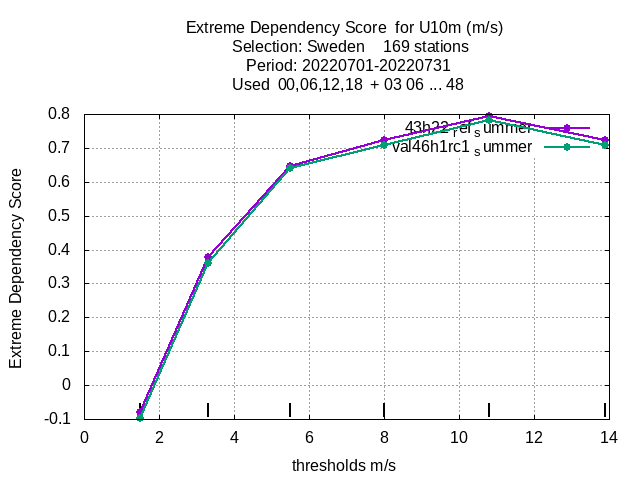 Extreme Dependency Score for U10m (m/s)
Selection: Sweden 169 stations
Period: 20220701-20220731
Used 00,06,12,18 + 03 06 ... 48
0.8
0.7
0.6
0.5
0.4
0.3
0.2
0.1
0
-0.1
Extreme Dependency Score
43h22ref_summer
val46h1rc1_summer
0 2 4 6 8 10 12 14
thresholds m/s